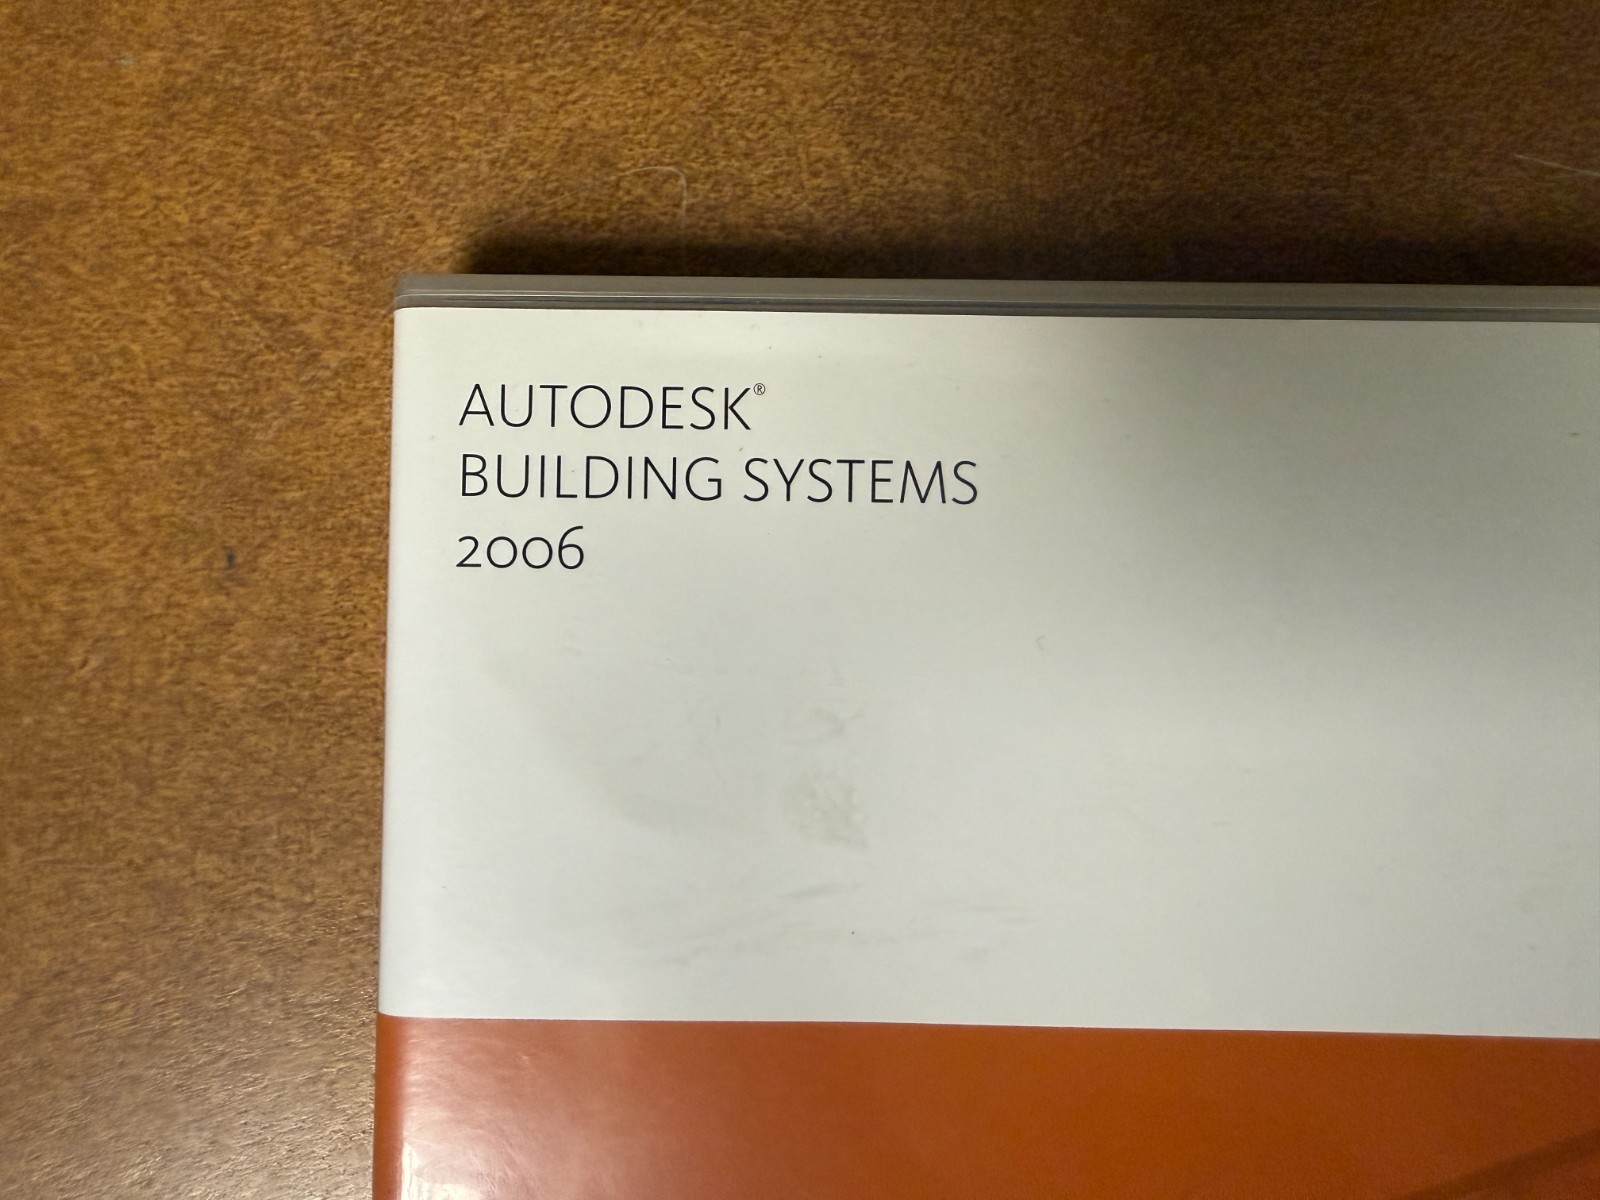 AUTODESK®
BUILDING SYSTEMS
2006